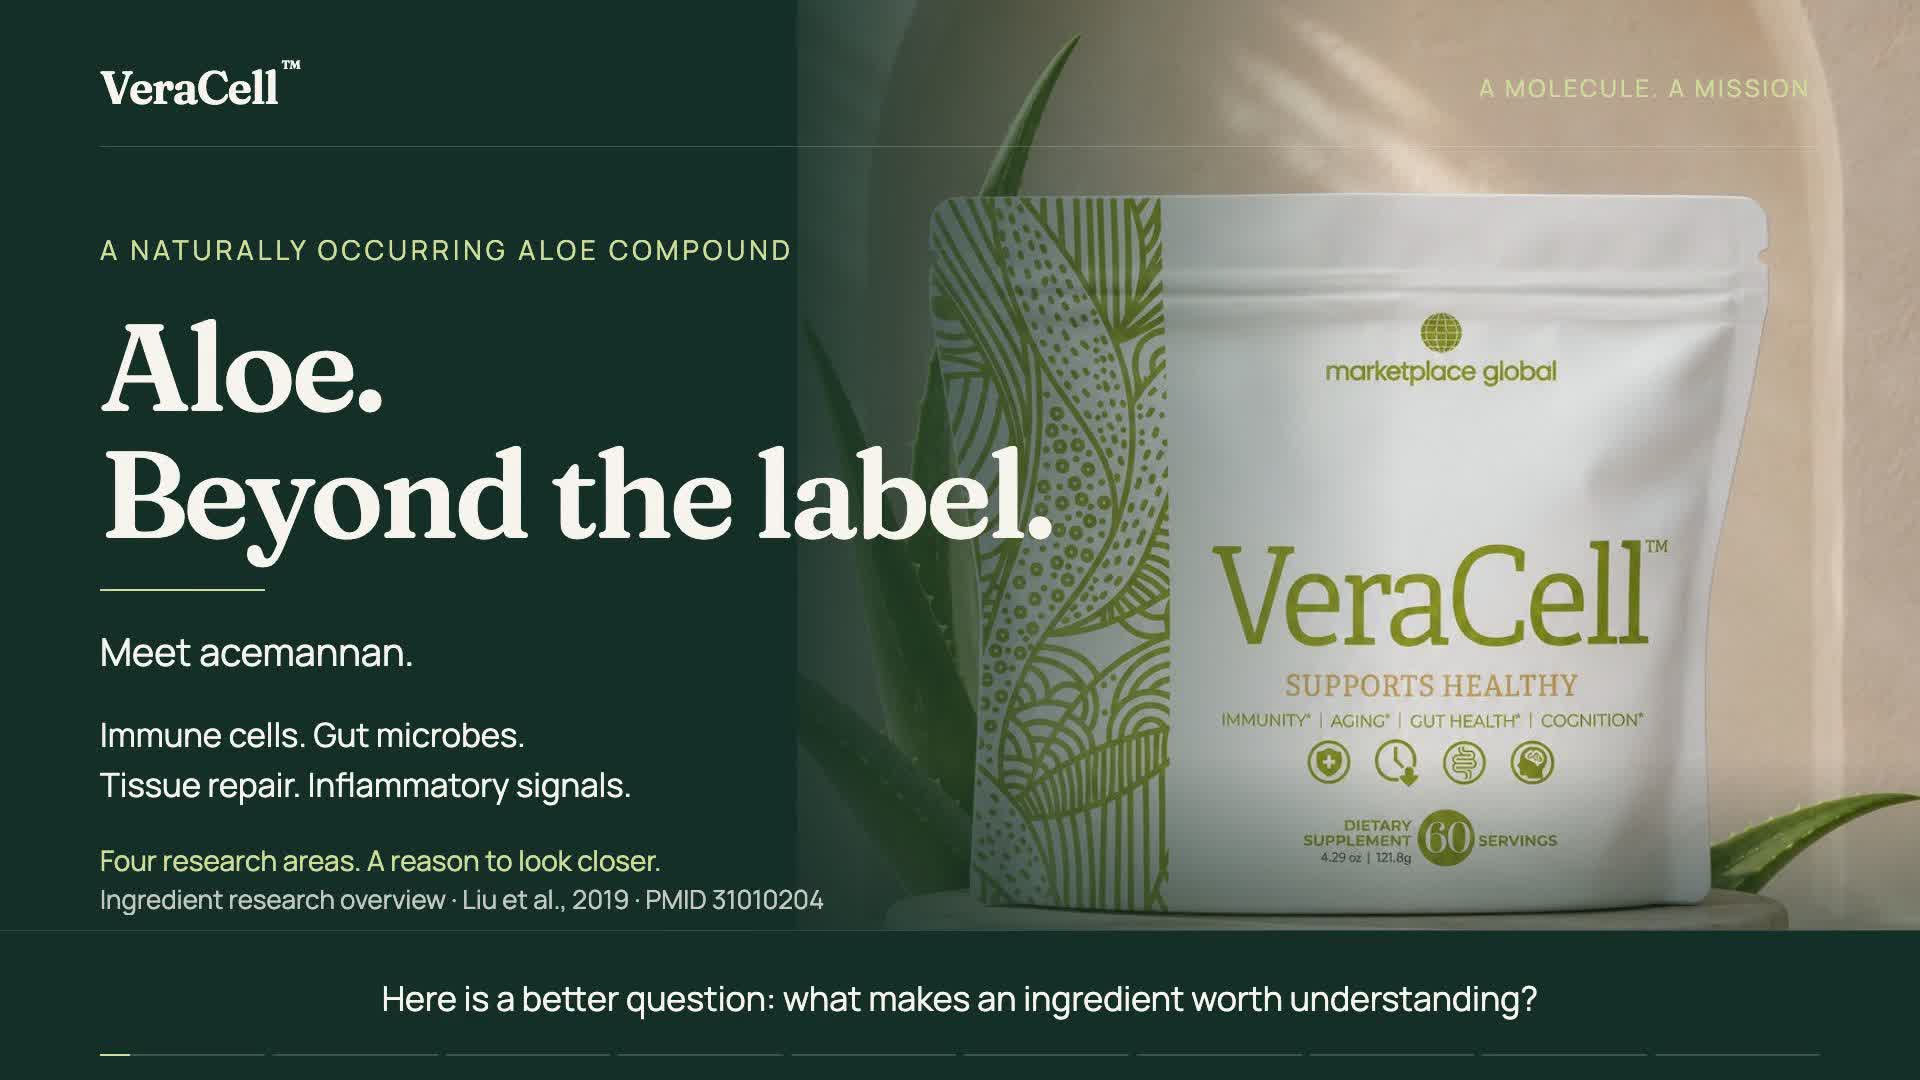 VeraCell™
A MOLECULE. A MISSION
A NATURALLY OCCURRING ALOE COMPOUND
Aloe.
Beyond the label.
Meet acemannan.
Immune cells. Gut microbes.
Tissue repair. Inflammatory signals.
Four research areas. A reason to look closer.
Ingredient research overview · Liu et al., 2019 · PMID 31010204
marketplace global
VeraCell™
SUPPORTS HEALTHY
IMMUNITY* | AGING* | GUT HEALTH* | COGNITION*
DIETARY SUPPLEMENT 60 SERVINGS
4.29 oz | 121.8g
Here is a better question: what makes an ingredient worth understanding?